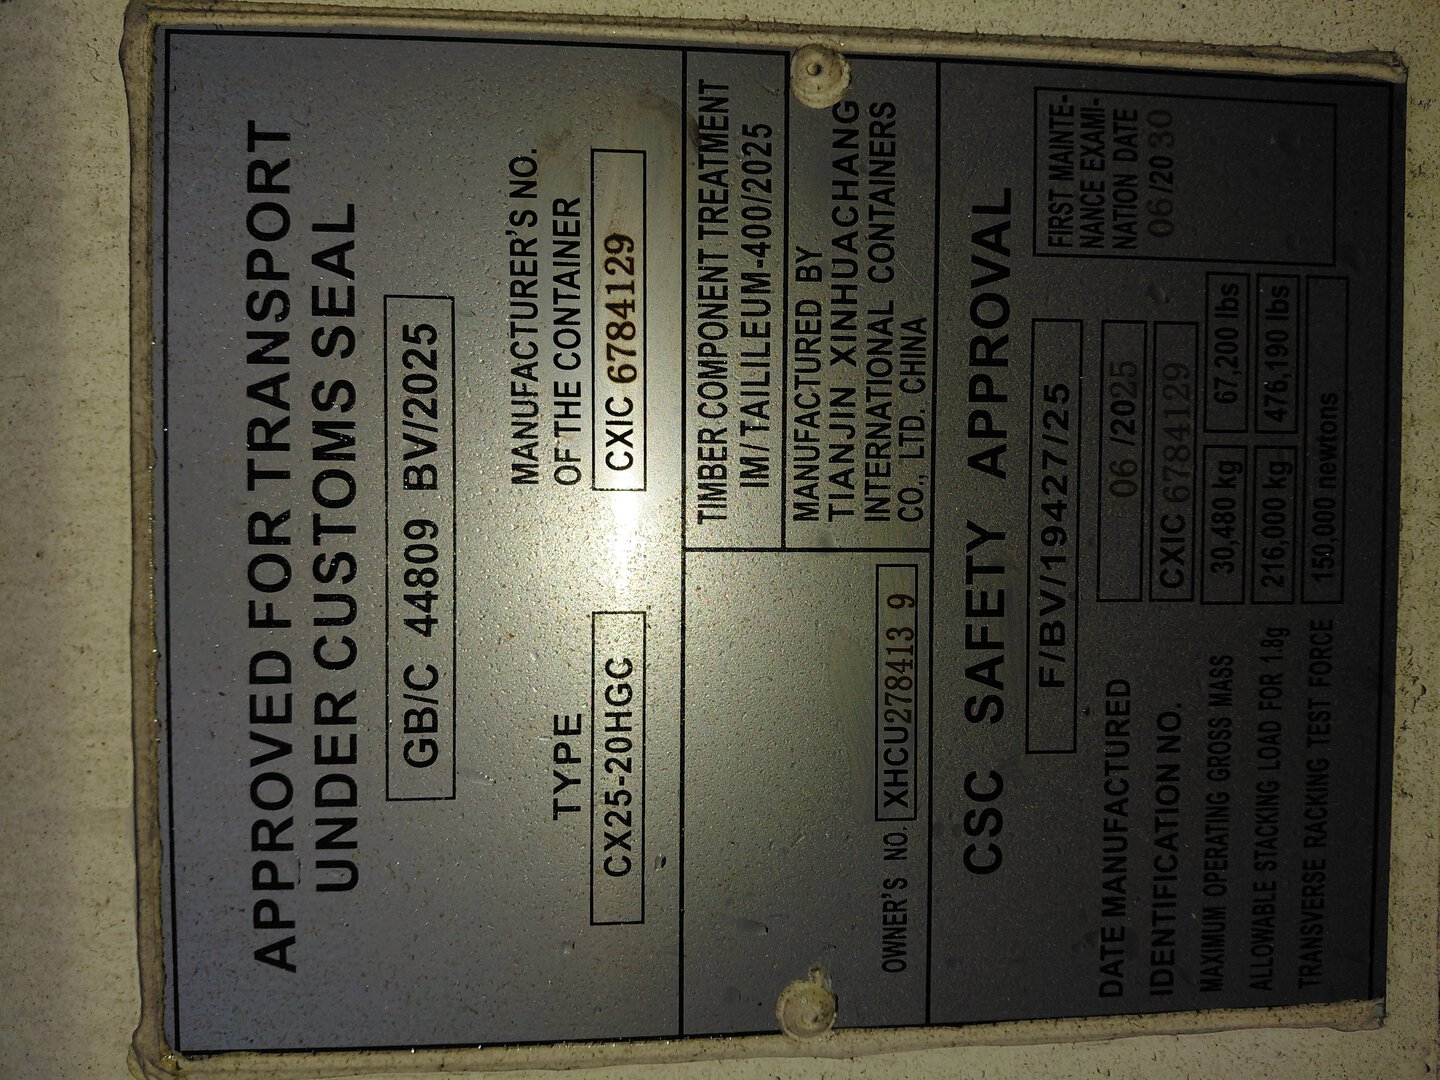 APPROVED FOR TRANSPORT
UNDER CUSTOMS SEAL
GB/C 44809 BV/2025
TYPE
CX25-20HGC
MANUFACTURER'S NO.
OF THE CONTAINER
CXIC 6784129
TIMBER COMPONENT TREATMENT
IM/TAILILEUM-400/2025
MANUFACTURED BY
TIANJIN XINHUACHANG
INTERNATIONAL CONTAINERS
CO., LTD. CHINA
OWNER'S NO. XHCU278413 9
CSC SAFETY APPROVAL
F/BV/19427/25
FIRST MAINTE-
NANCE EXAMI-
NATION DATE
06/2030
DATE MANUFACTURED 06 /2025
IDENTIFICATION NO. CXIC 6784129
MAXIMUM OPERATING GROSS MASS 30,480 kg 67,200 lbs
ALLOWABLE STACKING LOAD FOR 1.8g 216,000 kg 476,190 lbs
TRANSVERSE RACKING TEST FORCE 150,000 newtons